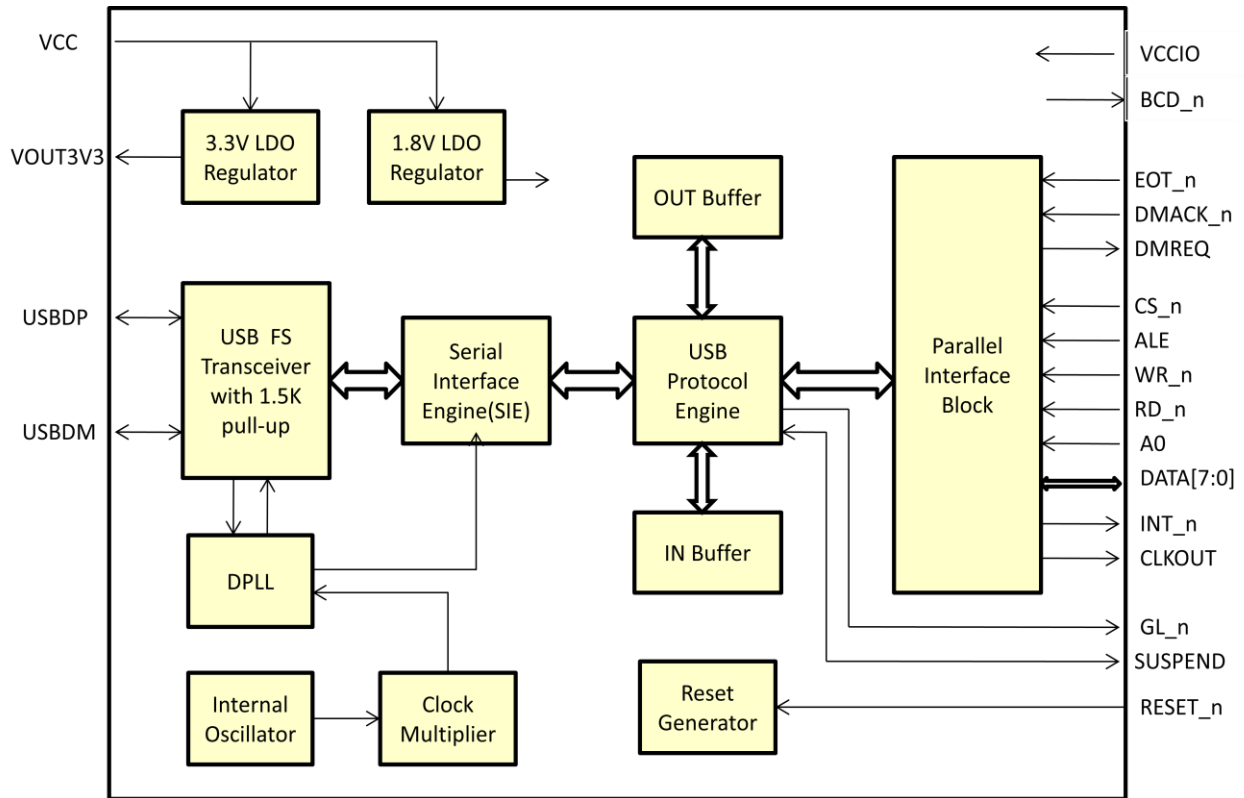 VCC
VCCIO
BCD_n
3.3V LDO
Regulator
1.8V LDO
Regulator
VOUT3V3
OUT Buffer
EOT_n
DMACK_n
DMREQ
USBDP
USBDM
USB FS
Transceiver
with 1.5K
pull-up
Serial
Interface
Engine(SIE)
USB
Protocol
Engine
Parallel
Interface
Block
CS_n
ALE
WR_n
RD_n
A0
DATA[7:0]
INT_n
CLKOUT
IN Buffer
DPLL
GL_n
SUSPEND
Internal
Oscillator
Clock
Multiplier
Reset
Generator
RESET_n